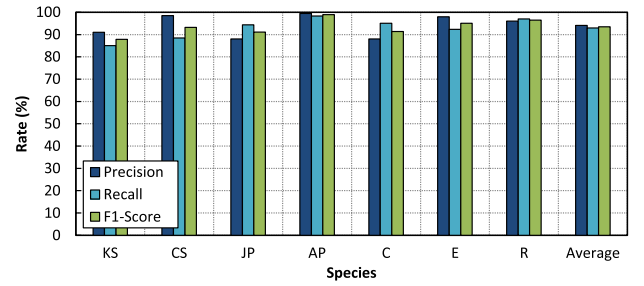 100
90
80
70
60
50
40
30
20
10
0
Rate (%)
Precision
Recall
F1-Score
KS CS JP AP C E R Average
Species